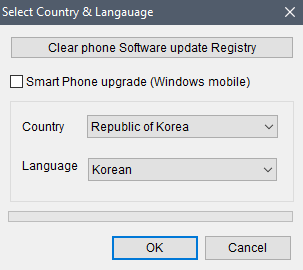 Select Country & Langauage
Clear phone Software update Registry
Smart Phone upgrade (Windows mobile)
Country
Republic of Korea
Language
Korean
OK
Cancel